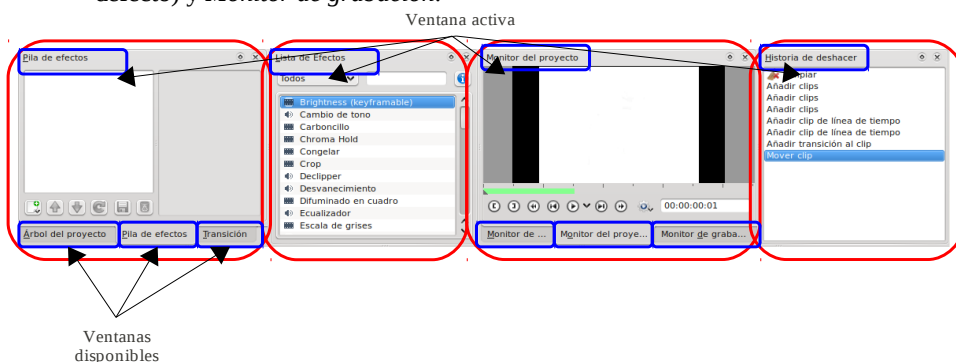 defecto) y Monitor de grabación.
Ventana activa
Pila de efectos
Lista de Efectos
Monitor del proyecto
Historia de deshacer
Todos
Brightness (keyframable)
Cambio de tono
Carboncillo
Chroma Hold
Congelar
Crop
Declipper
Desvanecimiento
Difuminado en cuadro
Ecualizador
Escala de grises
00:00:00:01
Añadir clips
Añadir clips
Añadir clips
Añadir clip de línea de tiempo
Añadir clip de línea de tiempo
Añadir transición al clip
Mover clip
Árbol del proyecto
Pila de efectos
Transición
Monitor de ...
Monitor del proye...
Monitor de graba...
Ventanas
disponibles